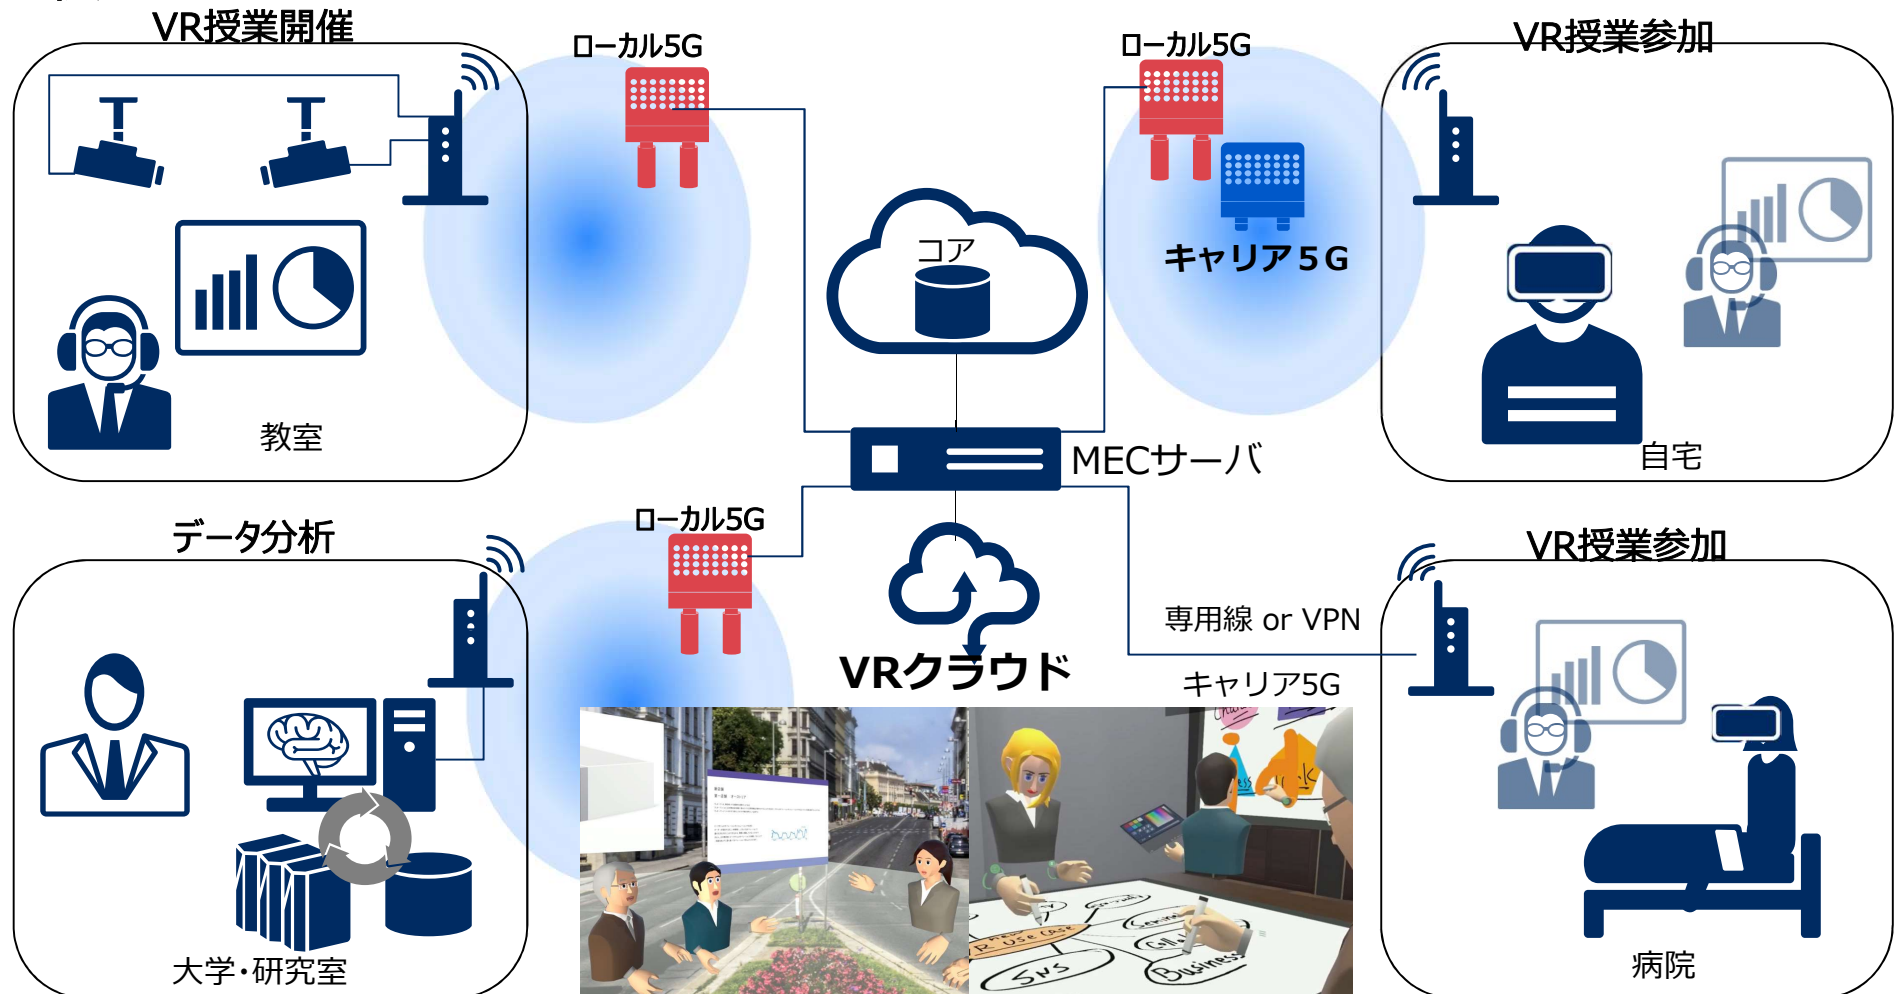 VR授業開催
ローカル5G
ローカル5G
VR授業参加
キャリア５G
コア
教室
MECサーバ
自宅
データ分析
ローカル5G
VR授業参加
専用線 or VPN
VRクラウド
キャリア5G
大学・研究室
病院
USE CASE
SNS
Business